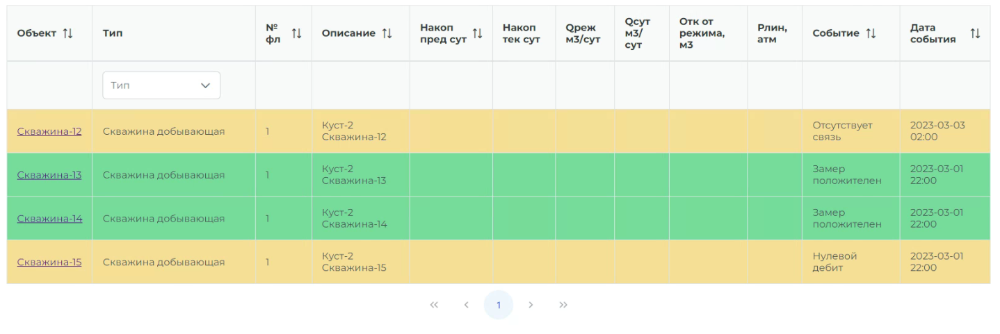 Объект
Тип
№
фл
Описание
Накоп
пред сут
Накоп
тек сут
Qреж
м3/сут
Qсут
м3/
сут
Отк от
режима,
м3
Рлин,
атм
Событие
Дата
события
Тип
Скважина-12
Скважина добывающая
1
Куст-2
Скважина-12
Отсутствует
связь
2023-03-03
02:00
Скважина-13
Скважина добывающая
1
Куст-2
Скважина-13
Замер
положителен
2023-03-01
22:00
Скважина-14
Скважина добывающая
1
Куст-2
Скважина-14
Замер
положителен
2023-03-01
22:00
Скважина-15
Скважина добывающая
1
Куст-2
Скважина-15
Нулевой
дебит
2023-03-01
22:00
1